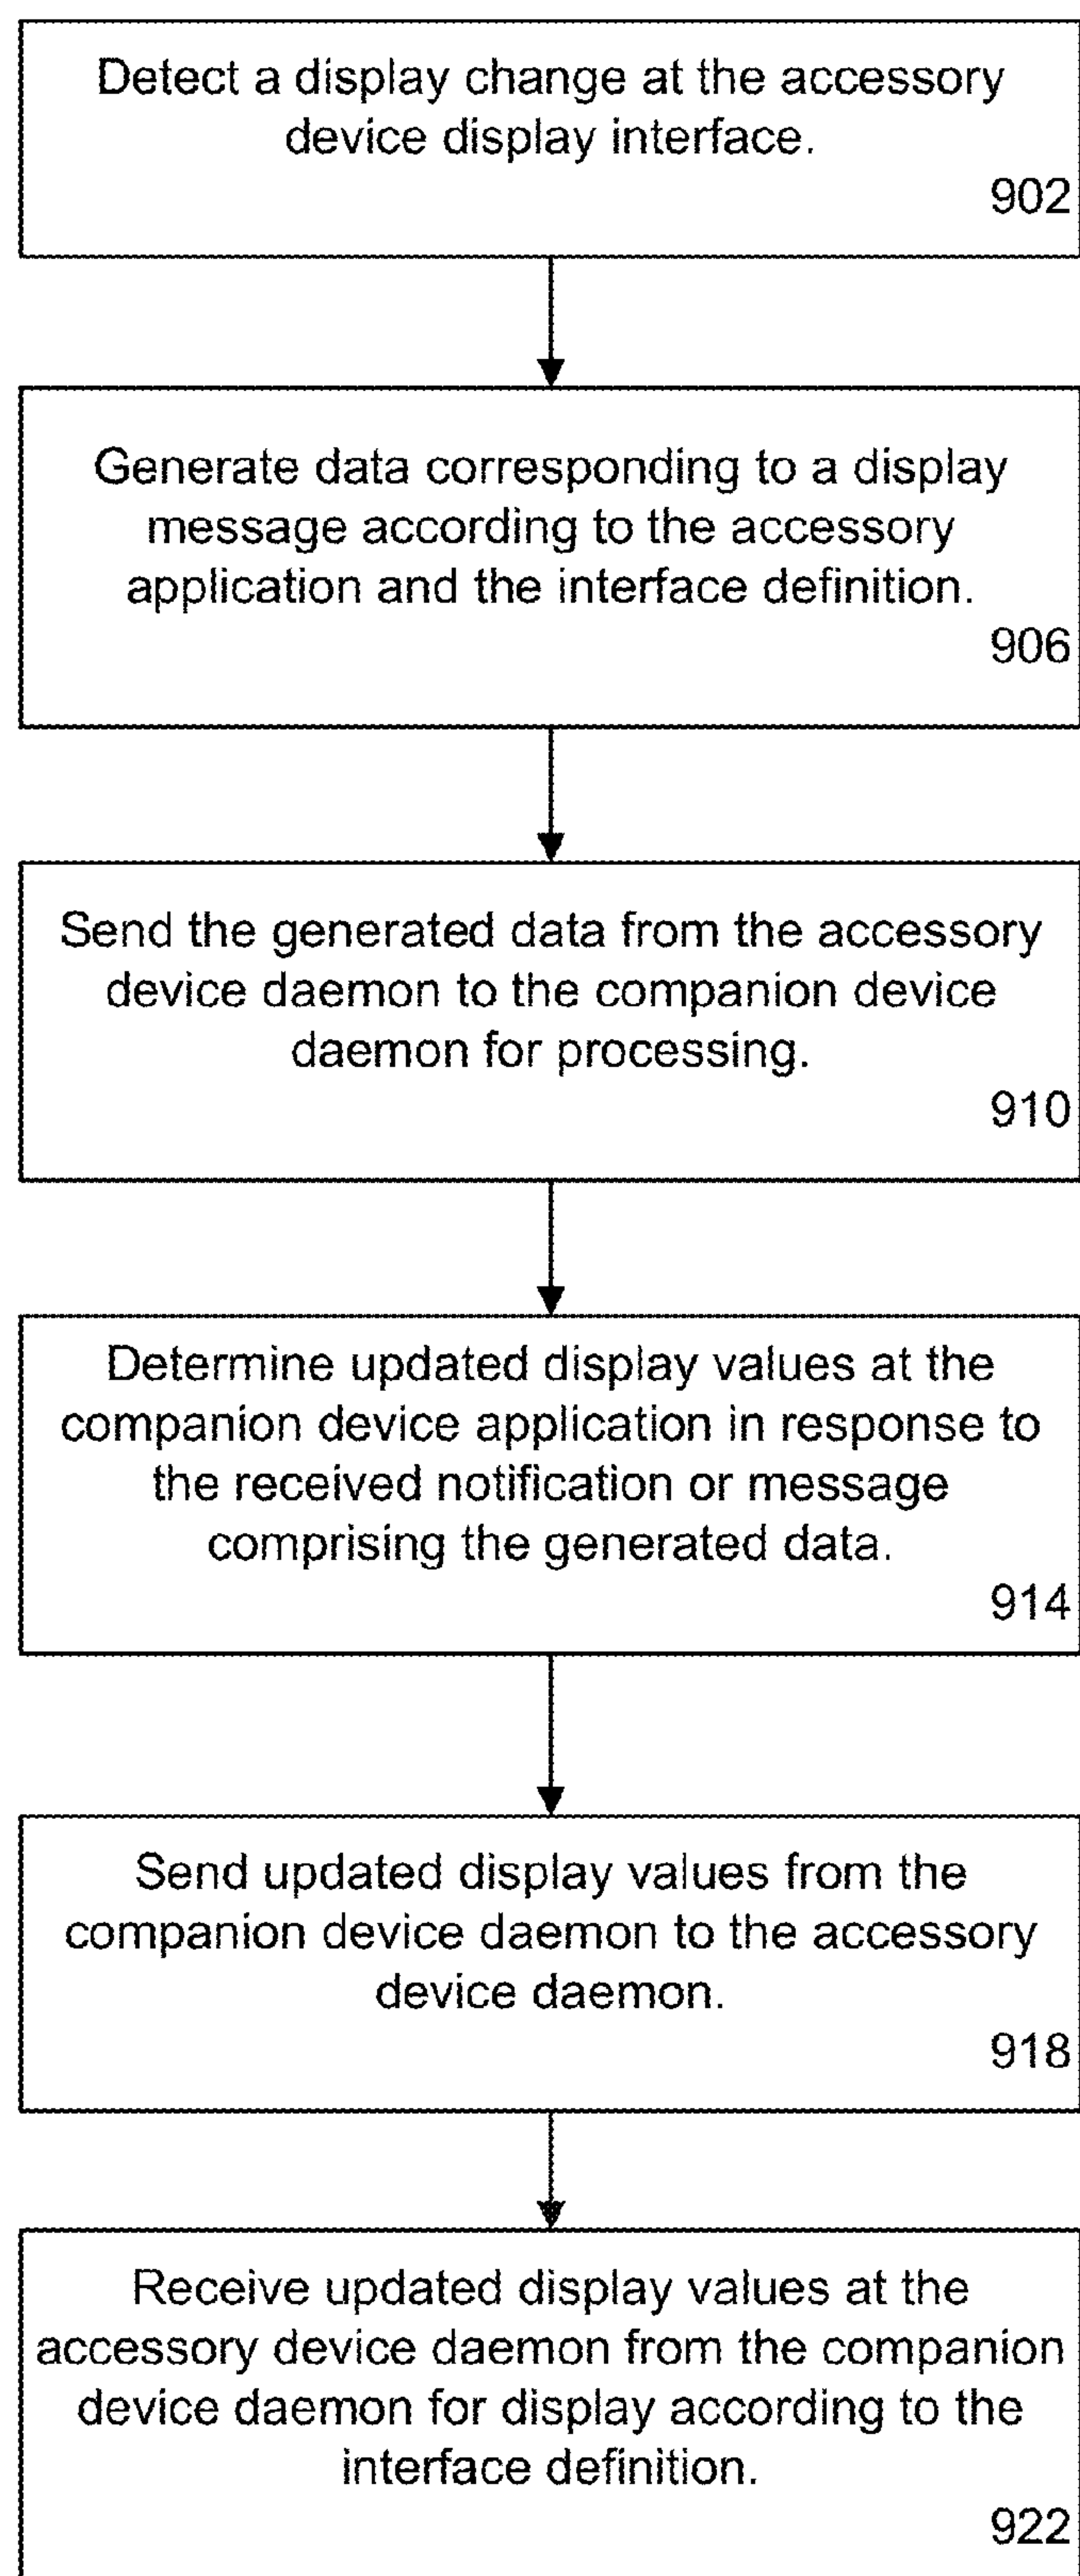 Detect a display change at the accessory
device display interface.
902
Generate data corresponding to a display
message according to the accessory
application and the interface definition.
906
Send the generated data from the accessory
device daemon to the companion device
daemon for processing.
910
Determine updated display values at the
companion device application in response to
the received notification or message
comprising the generated data.
914
Send updated display values from the
companion device daemon to the accessory
device daemon.
918
Receive updated display values at the
accessory device daemon from the companion
device daemon for display according to the
interface definition.
922